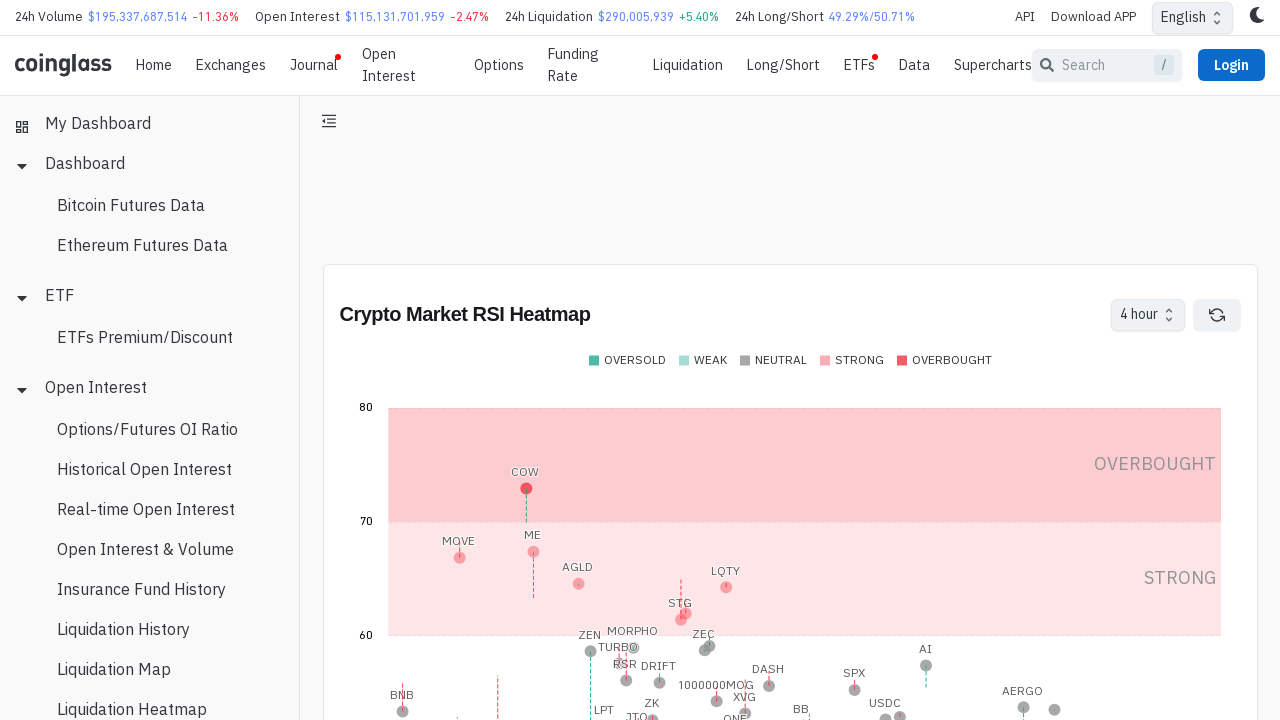 24h Volume $195,337,687,514 -11.36% Open Interest $115,131,701,959 -2.47% 24h Liquidation $290,005,939 +5.40% 24h Long/Short 49.29%/50.71% API Download APP English
coinglass Home Exchanges Journal Open Interest Options Funding Rate Liquidation Long/Short ETFs Data Supercharts Search / Login
My Dashboard
Dashboard
Bitcoin Futures Data
Ethereum Futures Data
ETF
ETFs Premium/Discount
Open Interest
Options/Futures OI Ratio
Historical Open Interest
Real-time Open Interest
Open Interest & Volume
Insurance Fund History
Liquidation History
Liquidation Map
Liquidation Heatmap
Crypto Market RSI Heatmap 4 hour
OVERSOLD WEAK NEUTRAL STRONG OVERBOUGHT
80
OVERBOUGHT
COW
70
ME
MOVE
AGLD LQTY
STRONG
STG
60
ZEN MORPHO ZEC
TURBO AI
RSR DRIFT DASH SPX
1000000MOG
BNB XVG AERGO
ZK USDC
LPT BB
JTO ONE